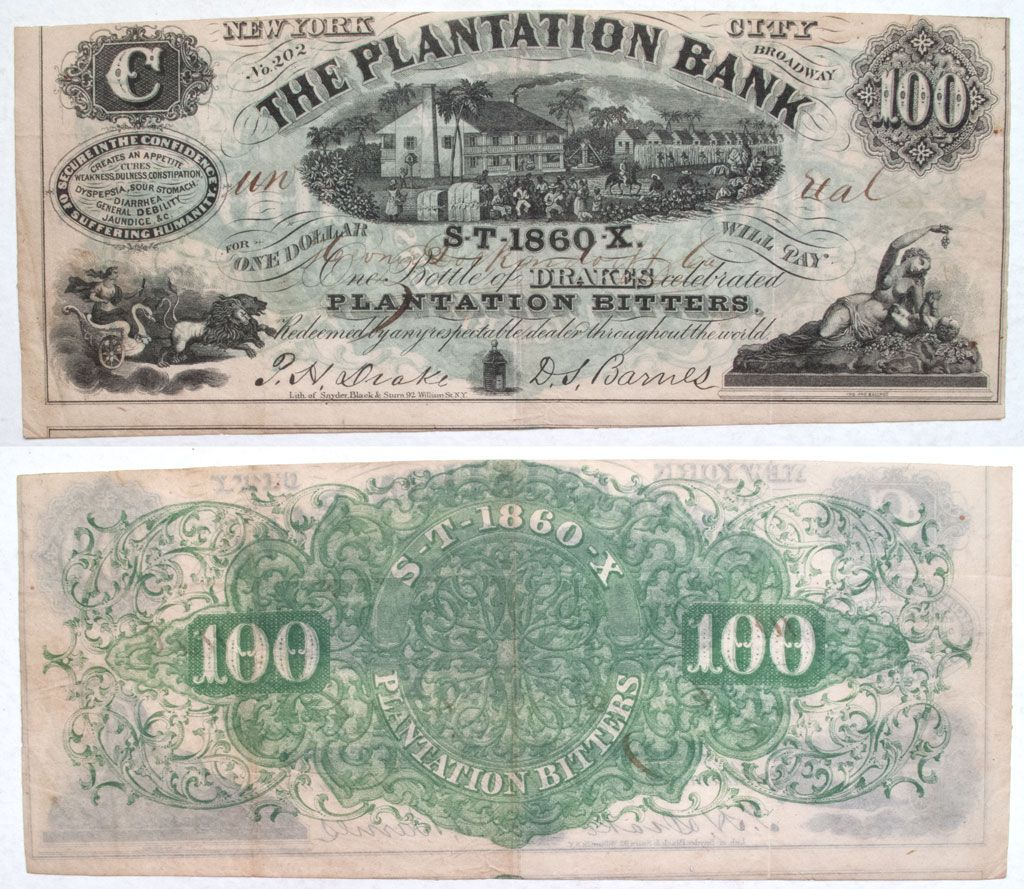 NEW YORK CITY
No. 202 BROADWAY
THE PLANTATION BANK
C
100
SECURE IN THE CONFIDENCE
OF SUFFERING HUMANITY.
CREATES AN APPETITE
CURES
WEAKNESS, DULNESS, CONSTIPATION,
DYSPEPSIA, SOUR STOMACH.
DIARRHEA
GENERAL DEBILITY
JAUNDICE &C.
FOR
ONE DOLLAR
WILL PAY
S-T-1860-X.
One Bottle of DRAKES celebrated
PLANTATION BITTERS,
Redeemed by any respectable dealer throughout the world.
P. H. Drake D. S. Barnes
Lith. of Snyder, Black & Sturn 92 William St. N.Y.
S-T-1860-X
100 100
PLANTATION BITTERS